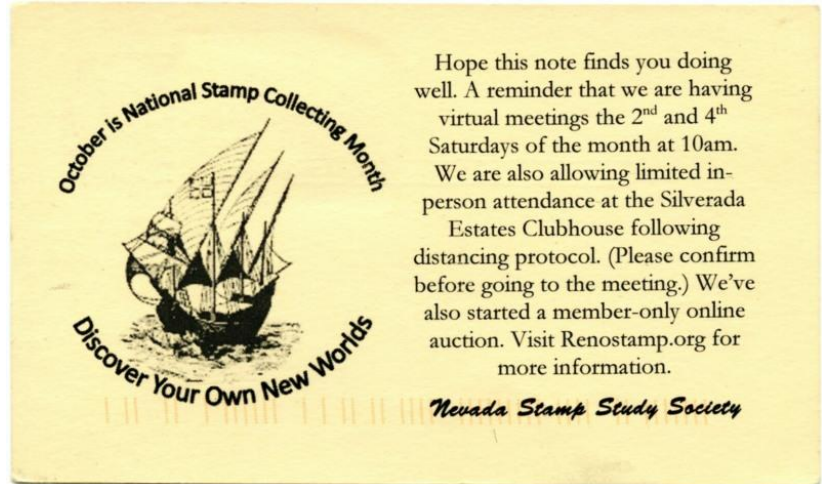 October is National Stamp Collecting Month
Discover Your Own New Worlds
Hope this note finds you doing
well. A reminder that we are having
virtual meetings the 2nd and 4th
Saturdays of the month at 10am.
We are also allowing limited in-
person attendance at the Silverada
Estates Clubhouse following
distancing protocol. (Please confirm
before going to the meeting.) We've
also started a member-only online
auction. Visit Renostamp.org for
more information.
Nevada Stamp Study Society